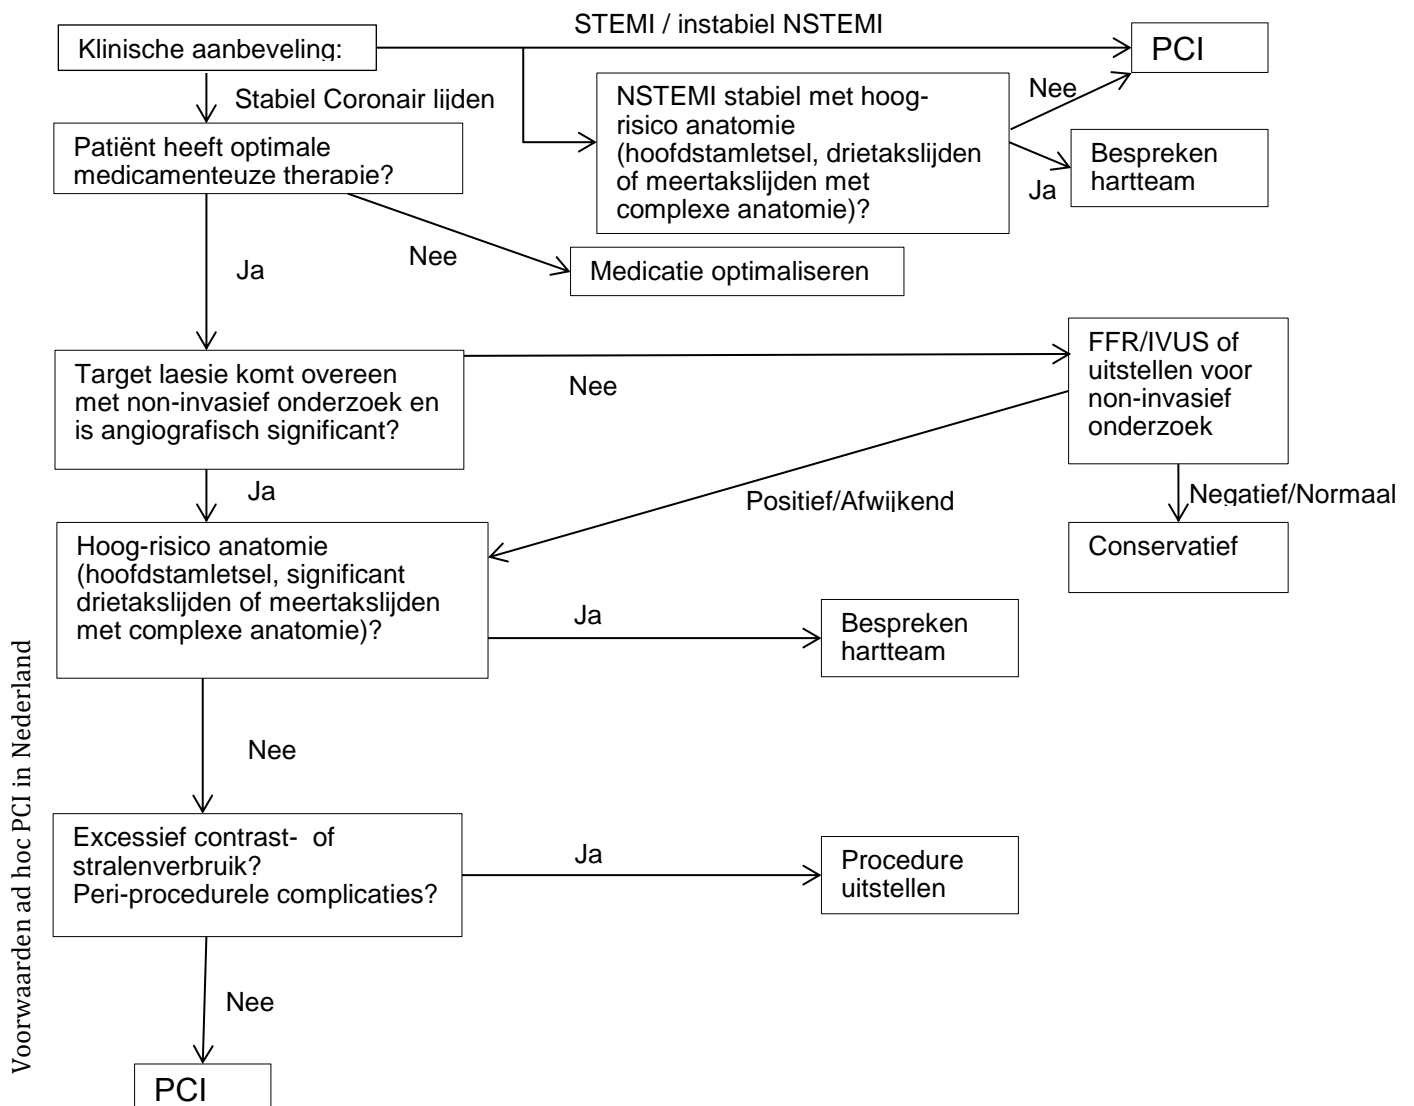 STEMI / instabiel NSTEMI
Klinische aanbeveling:
PCI
Stabiel Coronair lijden
NSTEMI stabiel met hoog-
risico anatomie
(hoofdstamletsel, drietakslijden
of meertakslijden met
complexe anatomie)?
Nee
Ja
Bespreken
hartteam
Patiënt heeft optimale
medicamenteuze therapie?
Ja
Nee
Medicatie optimaliseren
Target laesie komt overeen
met non-invasief onderzoek en
is angiografisch significant?
Nee
FFR/IVUS of
uitstellen voor
non-invasief
onderzoek
Ja
Positief/Afwijkend
Negatief/Normaal
Conservatief
Hoog-risico anatomie
(hoofdstamletsel, significant
drietakslijden of meertakslijden
met complexe anatomie)?
Ja
Bespreken
hartteam
Nee
Excessief contrast- of
stralenverbruik?
Peri-procedurele complicaties?
Ja
Procedure
uitstellen
Nee
PCI
Voorwaarden ad hoc PCI in Nederland